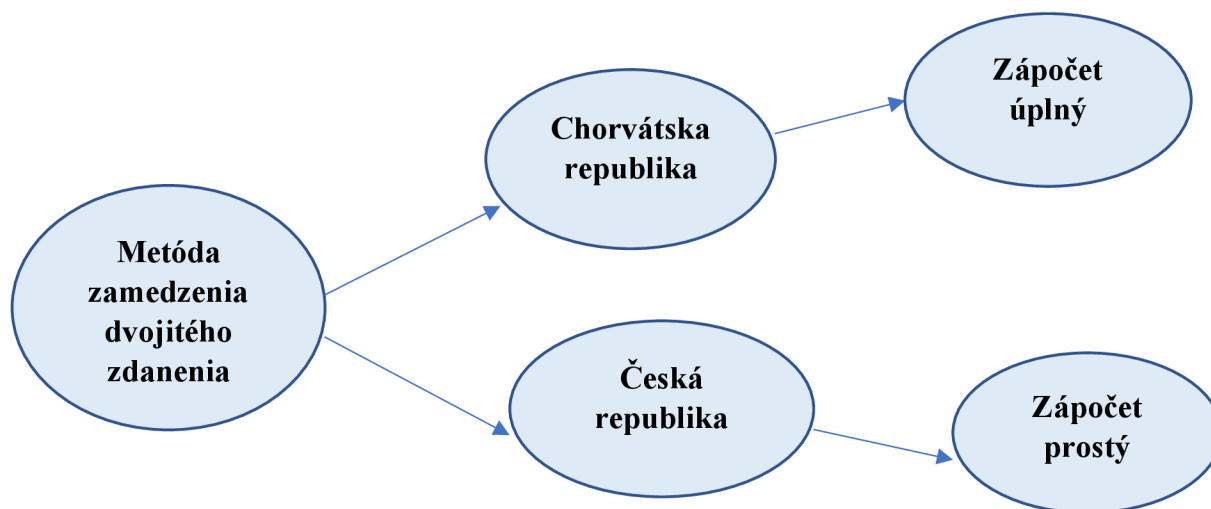 Metóda
zamedzenia
dvojitého
zdanenia
Chorvátska
republika
Zápočet
úplný
Česká
republika
Zápočet
prostý